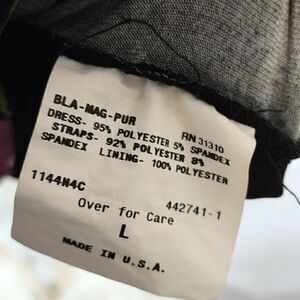 BLA-MAG-PUR RN 31310
DRESS- 95% POLYESTER 5% SPANDEX
STRAPS- 92% POLYESTER 8%
SPANDEX LINING- 100% POLYESTER
1144N4C 442741-1
Over for Care
L
MADE IN U.S.A.